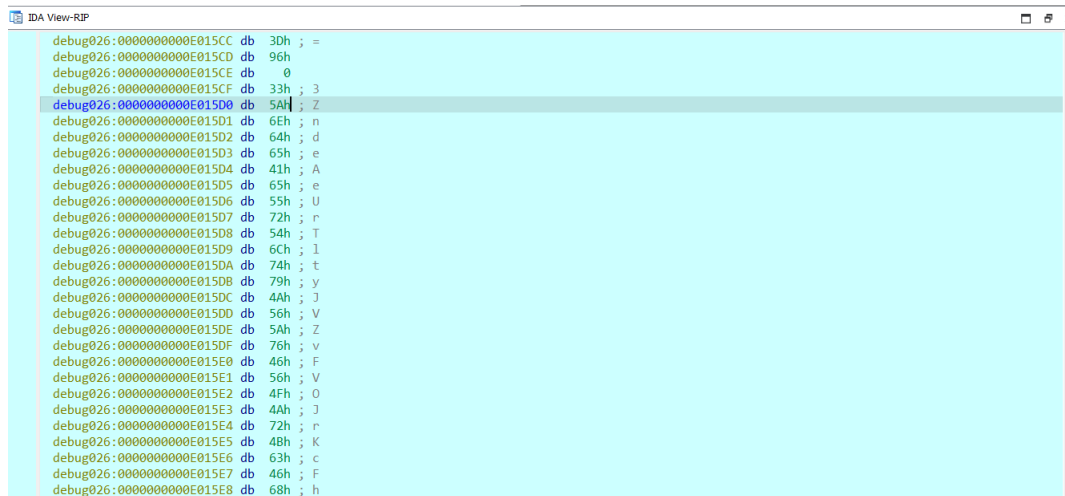 IDA View-RIP
debug026:0000000000E015CC db 3Dh ; =
debug026:0000000000E015CD db 96h
debug026:0000000000E015CE db 0
debug026:0000000000E015CF db 33h ; 3
debug026:0000000000E015D0 db 5Ah ; Z
debug026:0000000000E015D1 db 6Eh ; n
debug026:0000000000E015D2 db 64h ; d
debug026:0000000000E015D3 db 65h ; e
debug026:0000000000E015D4 db 41h ; A
debug026:0000000000E015D5 db 65h ; e
debug026:0000000000E015D6 db 55h ; U
debug026:0000000000E015D7 db 72h ; r
debug026:0000000000E015D8 db 54h ; T
debug026:0000000000E015D9 db 6Ch ; l
debug026:0000000000E015DA db 74h ; t
debug026:0000000000E015DB db 79h ; y
debug026:0000000000E015DC db 4Ah ; J
debug026:0000000000E015DD db 56h ; V
debug026:0000000000E015DE db 5Ah ; Z
debug026:0000000000E015DF db 76h ; v
debug026:0000000000E015E0 db 46h ; F
debug026:0000000000E015E1 db 56h ; V
debug026:0000000000E015E2 db 4Fh ; O
debug026:0000000000E015E3 db 4Ah ; J
debug026:0000000000E015E4 db 72h ; r
debug026:0000000000E015E5 db 4Bh ; K
debug026:0000000000E015E6 db 63h ; c
debug026:0000000000E015E7 db 46h ; F
debug026:0000000000E015E8 db 68h ; h